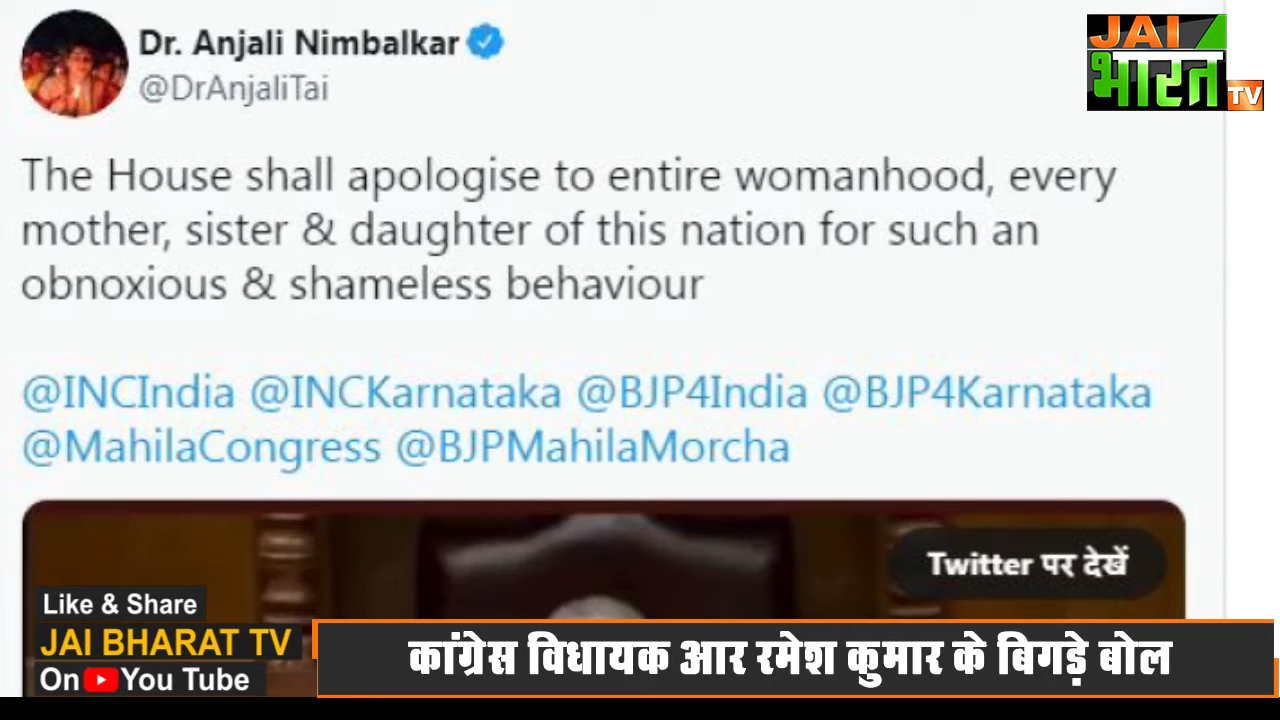 Dr. Anjali Nimbalkar
@DrAnjaliTai
JAI
भारत
TV
The House shall apologise to entire womanhood, every
mother, sister & daughter of this nation for such an
obnoxious & shameless behaviour
@INCIndia @INCKarnataka @BJP4India @BJP4Karnataka
@MahilaCongress @BJPMahilaMorcha
Twitter पर देखें
Like & Share
JAI BHARAT TV
On You Tube
कांग्रेस विधायक आर रमेश कुमार के बिगड़े बोल